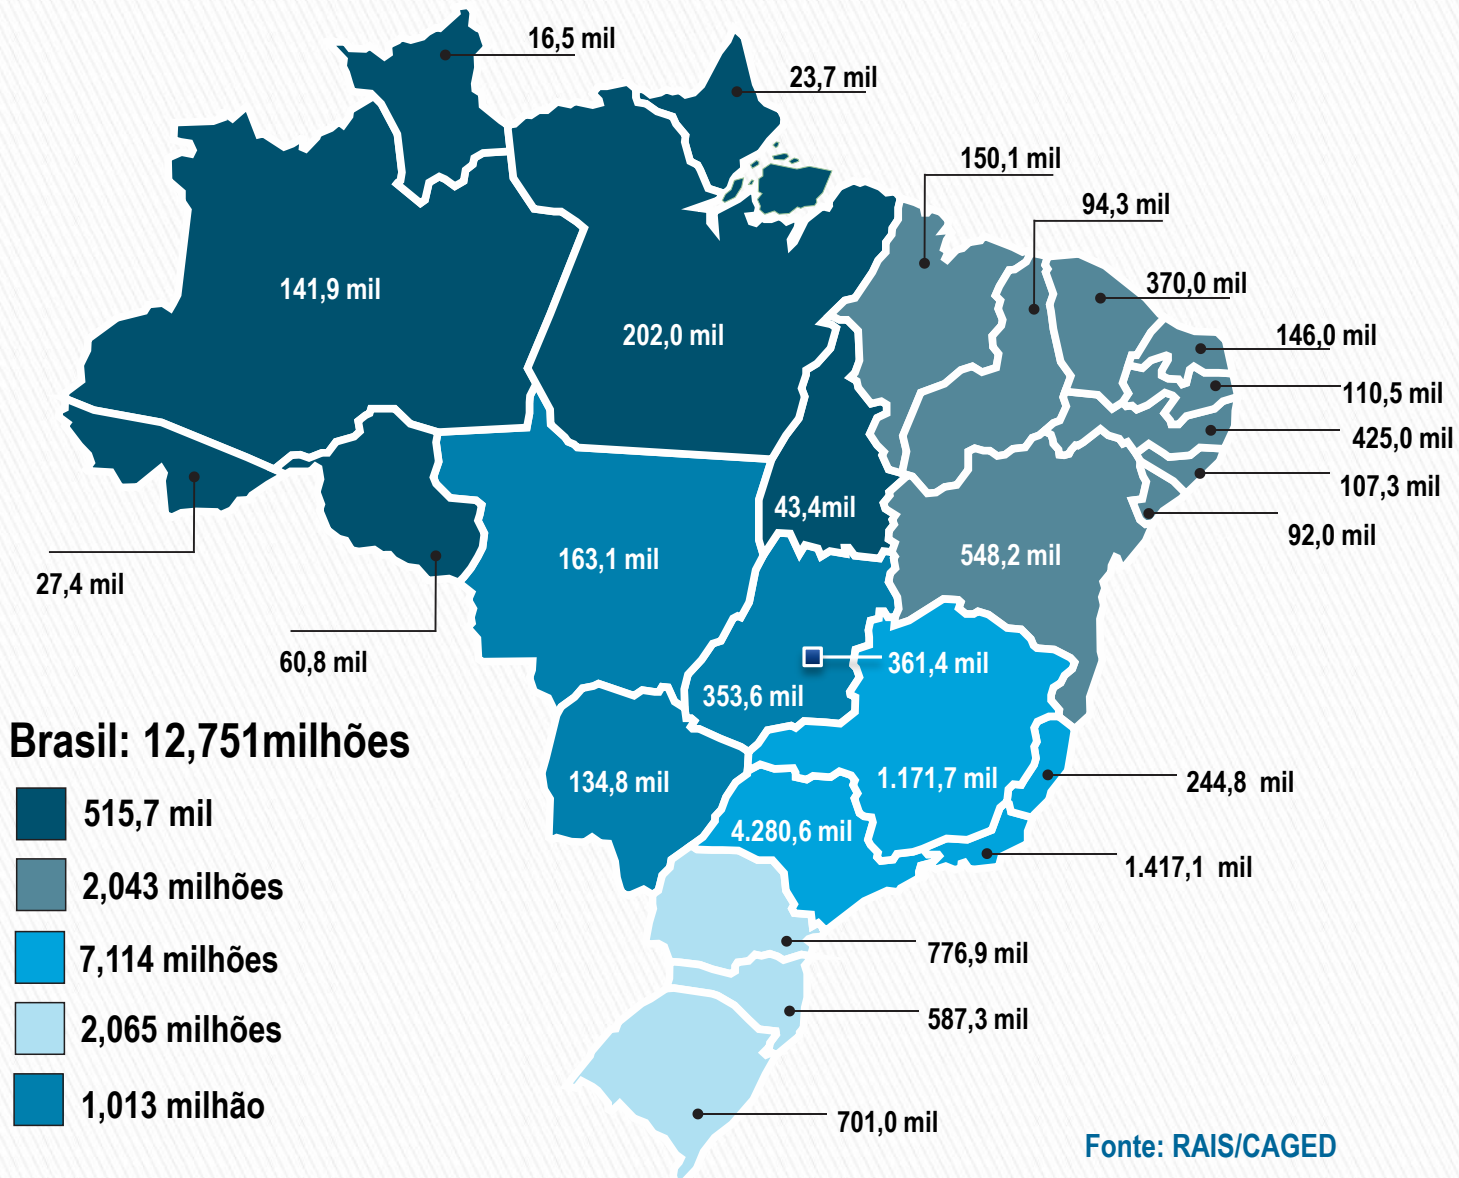 16,5 mil
23,7 mil
150,1 mil
94,3 mil
370,0 mil
141,9 mil
202,0 mil
146,0 mil
110,5 mil
425,0 mil
107,3 mil
43,4mil
92,0 mil
163,1 mil
548,2 mil
27,4 mil
60,8 mil
361,4 mil
353,6 mil
Brasil: 12,751milhões
134,8 mil
1.171,7 mil
244,8 mil
515,7 mil
4.280,6 mil
1.417,1 mil
2,043 milhões
776,9 mil
7,114 milhões
587,3 mil
2,065 milhões
1,013 milhão
701,0 mil
Fonte: RAIS/CAGED